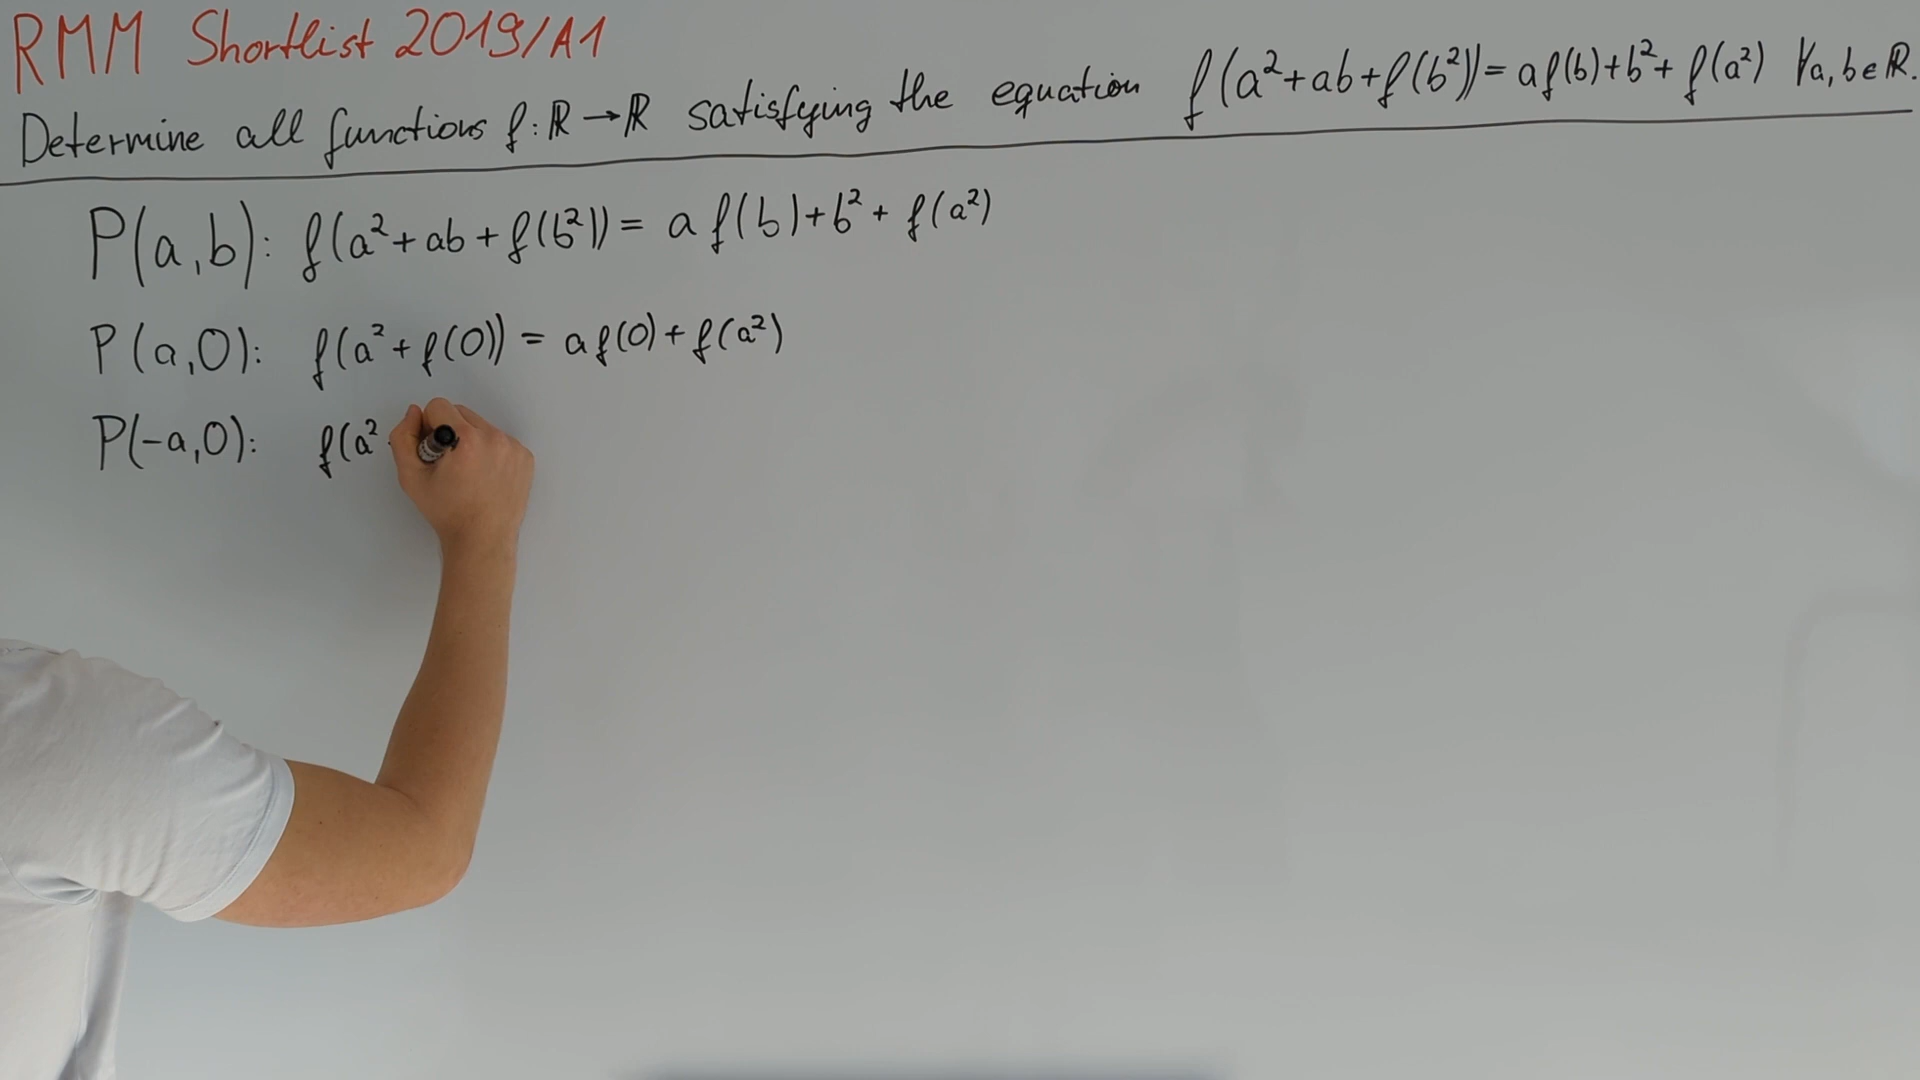 RMM Shortlist 2019/A1
Determine all functions f: ℝ → ℝ satisfying the equation f(a²+ab+f(b²))= af(b)+b²+ f(a²) ∀a, b∈ℝ.
P(a,b): f(a²+ab+f(b²))= a f(b)+b²+ f(a²)
P(a,0): f(a²+f(0)) = af(0)+f(a²)
P(-a,0): f(a²